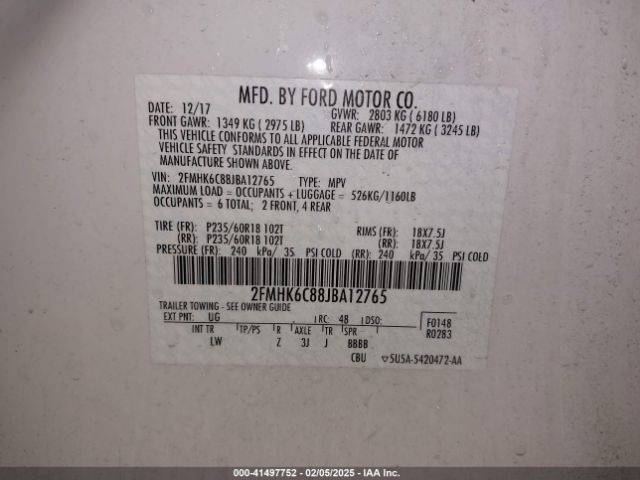 MFD. BY FORD MOTOR CO.
DATE: 12/17 GVWR: 2803 KG ( 6180 LB)
FRONT GAWR: 1349 KG ( 2975 LB) REAR GAWR: 1472 KG ( 3245 LB)
THIS VEHICLE CONFORMS TO ALL APPLICABLE FEDERAL MOTOR
VEHICLE SAFETY STANDARDS IN EFFECT ON THE DATE OF
MANUFACTURE SHOWN ABOVE.
VIN: 2FMHK6C88JBA12765 TYPE: MPV
MAXIMUM LOAD = OCCUPANTS + LUGGAGE = 526KG/1160LB
OCCUPANTS = 6 TOTAL; 2 FRONT, 4 REAR
TIRE (FR): P235/60R18 102T RIMS (FR): 18X7.5J
(RR): P235/60R18 102T (RR): 18X7.5J
PRESSURE (FR): 240 kPa/ 35 PSI COLD (RR): 240 kPa/ 35 PSI COLD
2FMHK6C88JBA12765
TRAILER TOWING - SEE OWNER GUIDE
EXT PNT: UG RC: 48 DSO: F0148
INT TR TP/PS R AXLE TR SPR R0283
LW Z 3J J BBBB
CBU 5U5A-5420472-AA
000-41497752 - 02/05/2025 - IAA Inc.